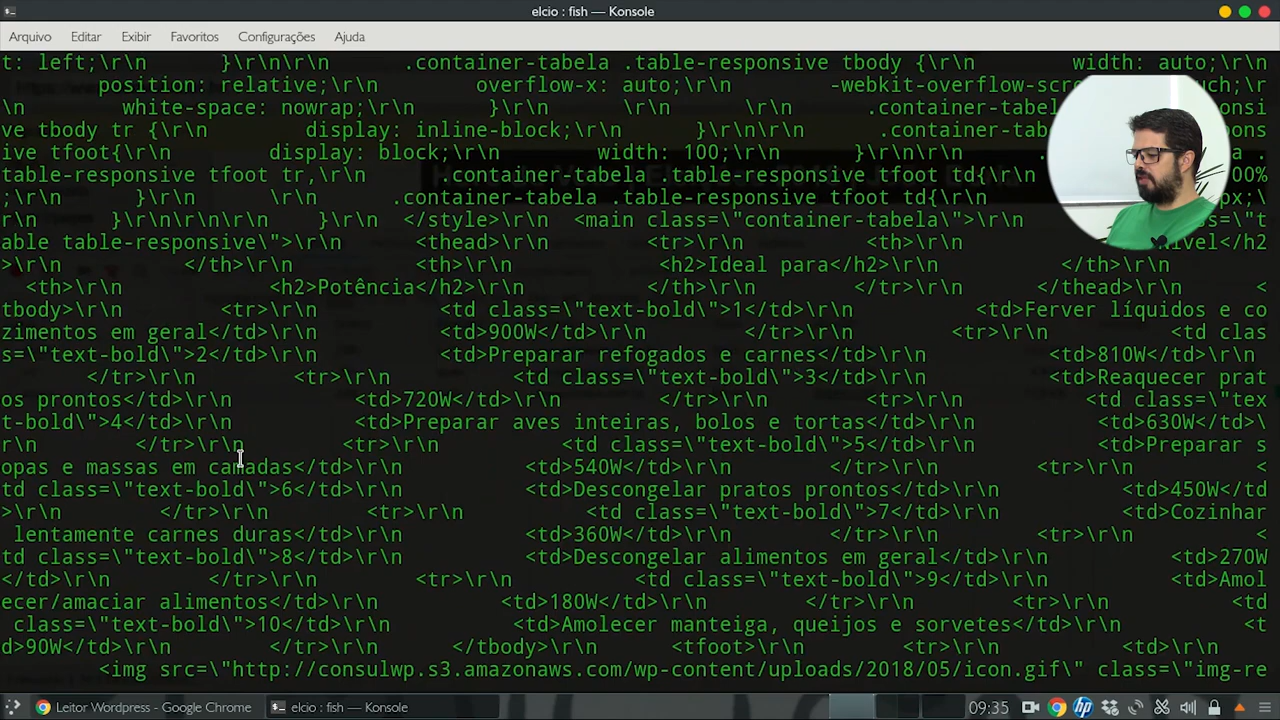 elcio : fish — Konsole
Arquivo Editar Exibir Favoritos Configurações Ajuda
t: left;\r\n }\r\n\r\n .container-tabela .table-responsive tbody {\r\n width: auto;\r\n
position: relative;\r\n overflow-x: auto;\r\n -webkit-overflow-scro uch;\r
\n white-space: nowrap;\r\n }\r\n \r\n \r\n .container-tabel onsi
ve tbody tr {\r\n display: inline-block;\r\n }\r\n\r\n .container-ta pons
ive tfoot{\r\n display: block;\r\n width: 100;\r\n }\r\n\r\n . a .
table-responsive tfoot tr,\r\n .container-tabela .table-responsive tfoot td{\r\n 00%
;\r\n }\r\n \r\n .container-tabela .table-responsive tfoot td{\r\n px;\
r\n }\r\n\r\n\r\n }\r\n </style>\r\n <main class=\"container-tabela\">\r\n =\"t
able table-responsive\">\r\n <thead>\r\n <tr>\r\n <th>\r\n Nível</h2
>\r\n </th>\r\n <th>\r\n <h2>Ideal para</h2>\r\n </th>\r\n
<th>\r\n <h2>Potência</h2>\r\n </th>\r\n </tr>\r\n </thead>\r\n <
tbody>\r\n <tr>\r\n <td class=\"text-bold\">1</td>\r\n <td>Ferver líquidos e co
zimentos em geral</td>\r\n <td>900W</td>\r\n </tr>\r\n <tr>\r\n <td clas
s=\"text-bold\">2</td>\r\n <td>Preparar refogados e carnes</td>\r\n <td>810W</td>\r\n
</tr>\r\n <tr>\r\n <td class=\"text-bold\">3</td>\r\n <td>Reaquecer prat
os prontos</td>\r\n <td>720W</td>\r\n </tr>\r\n <tr>\r\n <td class=\"tex
t-bold\">4</td>\r\n <td>Preparar aves inteiras, bolos e tortas</td>\r\n <td>630W</td>\
r\n </tr>\r\n <tr>\r\n <td class=\"text-bold\">5</td>\r\n <td>Preparar s
opas e massas em camadas</td>\r\n <td>540W</td>\r\n </tr>\r\n <tr>\r\n <
td class=\"text-bold\">6</td>\r\n <td>Descongelar pratos prontos</td>\r\n <td>450W</td
>\r\n </tr>\r\n <tr>\r\n <td class=\"text-bold\">7</td>\r\n <td>Cozinhar
lentamente carnes duras</td>\r\n <td>360W</td>\r\n </tr>\r\n <tr>\r\n <
td class=\"text-bold\">8</td>\r\n <td>Descongelar alimentos em geral</td>\r\n <td>270W
</td>\r\n </tr>\r\n <tr>\r\n <td class=\"text-bold\">9</td>\r\n <td>Amol
ecer/amaciar alimentos</td>\r\n <td>180W</td>\r\n </tr>\r\n <tr>\r\n <td
class=\"text-bold\">10</td>\r\n <td>Amolecer manteiga, queijos e sorvetes</td>\r\n <t
d>90W</td>\r\n </tr>\r\n </tbody>\r\n <tfoot>\r\n <tr>\r\n <td>\r\n
<img src=\"http://consulwp.s3.amazonaws.com/wp-content/uploads/2018/05/icon.gif\" class=\"img-re
Leitor Wordpress - Google Chrome elcio : fish — Konsole 09:35